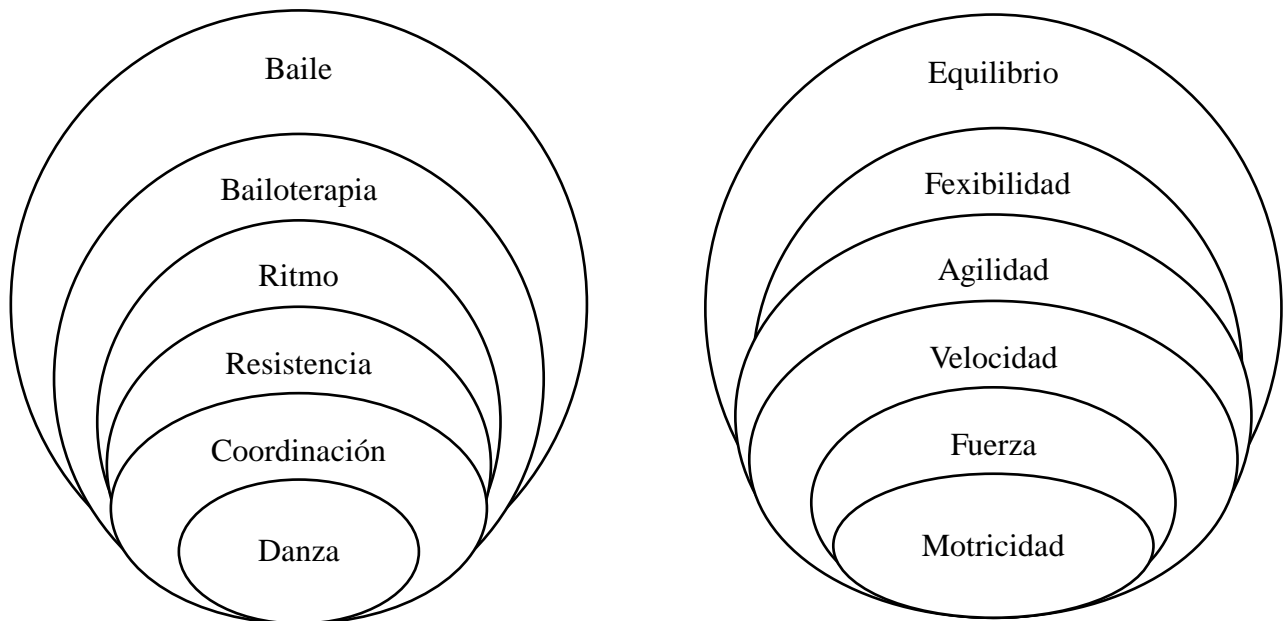 Baile
Bailoterapia
Ritmo
Resistencia
Coordinación
Danza
Equilibrio
Fexibilidad
Agilidad
Velocidad
Fuerza
Motricidad